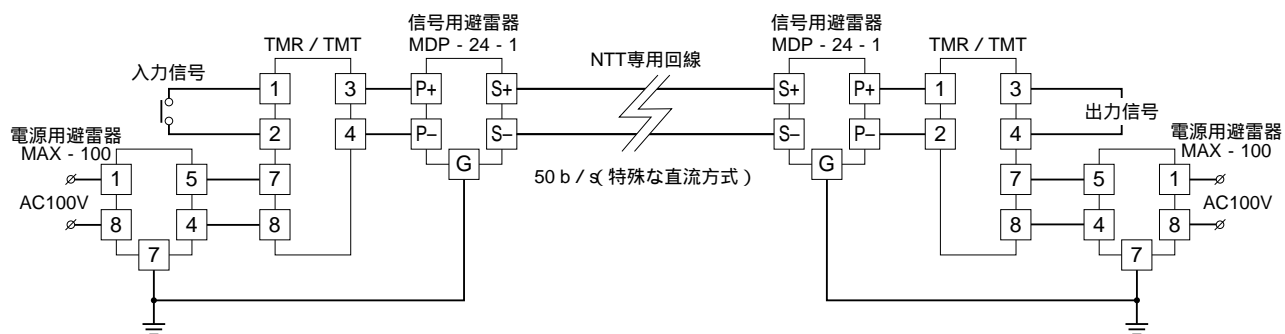 信号用避雷器
MDP - 24 - 1
TMR / TMT
入力信号
1
3
P+
S+
2
4
P–
S–
G
電源用避雷器
MAX - 100
1
5
7
AC100V
8
4
8
7
NTT専用回線
50 b / s( 特殊な直流方式 )
信号用避雷器
MDP - 24 - 1
TMR / TMT
S+
P+
1
3
S–
P–
2
4
G
出力信号
電源用避雷器
MAX - 100
7
5
1
AC100V
8
4
8
7